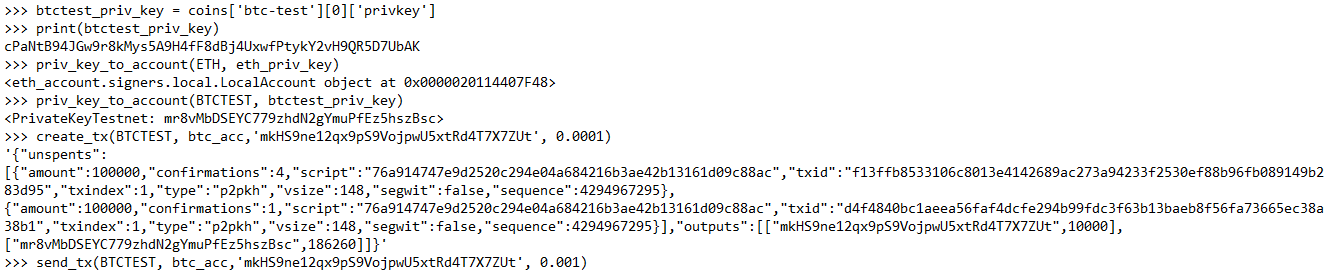 >>> btctest_priv_key = coins['btc-test'][0]['privkey']
>>> print(btctest_priv_key)
cPaNtB94JGw9r8kMys5A9H4fF8dBj4UxwfPtykY2vH9QR5D7UbAK
>>> priv_key_to_account(ETH, eth_priv_key)
<eth_account.signers.local.LocalAccount object at 0x0000020114407F48>
>>> priv_key_to_account(BTCTEST, btctest_priv_key)
<PrivateKeyTestnet: mr8vMbDSEYC779zhdN2gYmuPfEz5hszBsc>
>>> create_tx(BTCTEST, btc_acc,'mkHS9ne12qx9pS9VojpwU5xtRd4T7X7ZUt', 0.0001)
'{"unspents":
[{"amount":100000,"confirmations":4,"script":"76a914747e9d2520c294e04a684216b3ae42b13161d09c88ac","txid":"f13ffb8533106c8013e4142689ac273a94233f2530ef88b96fb089149b2
83d95","txindex":1,"type":"p2pkh","vsize":148,"segwit":false,"sequence":4294967295},
{"amount":100000,"confirmations":1,"script":"76a914747e9d2520c294e04a684216b3ae42b13161d09c88ac","txid":"d4f4840bc1aeea56faf4dcfe294b99fdc3f63b13baeb8f56fa73665ec38a
38b1","txindex":1,"type":"p2pkh","vsize":148,"segwit":false,"sequence":4294967295}],"outputs":[["mkHS9ne12qx9pS9VojpwU5xtRd4T7X7ZUt",10000],
["mr8vMbDSEYC779zhdN2gYmuPfEz5hszBsc",186260]]}'
>>> send_tx(BTCTEST, btc_acc,'mkHS9ne12qx9pS9VojpwU5xtRd4T7X7ZUt', 0.001)